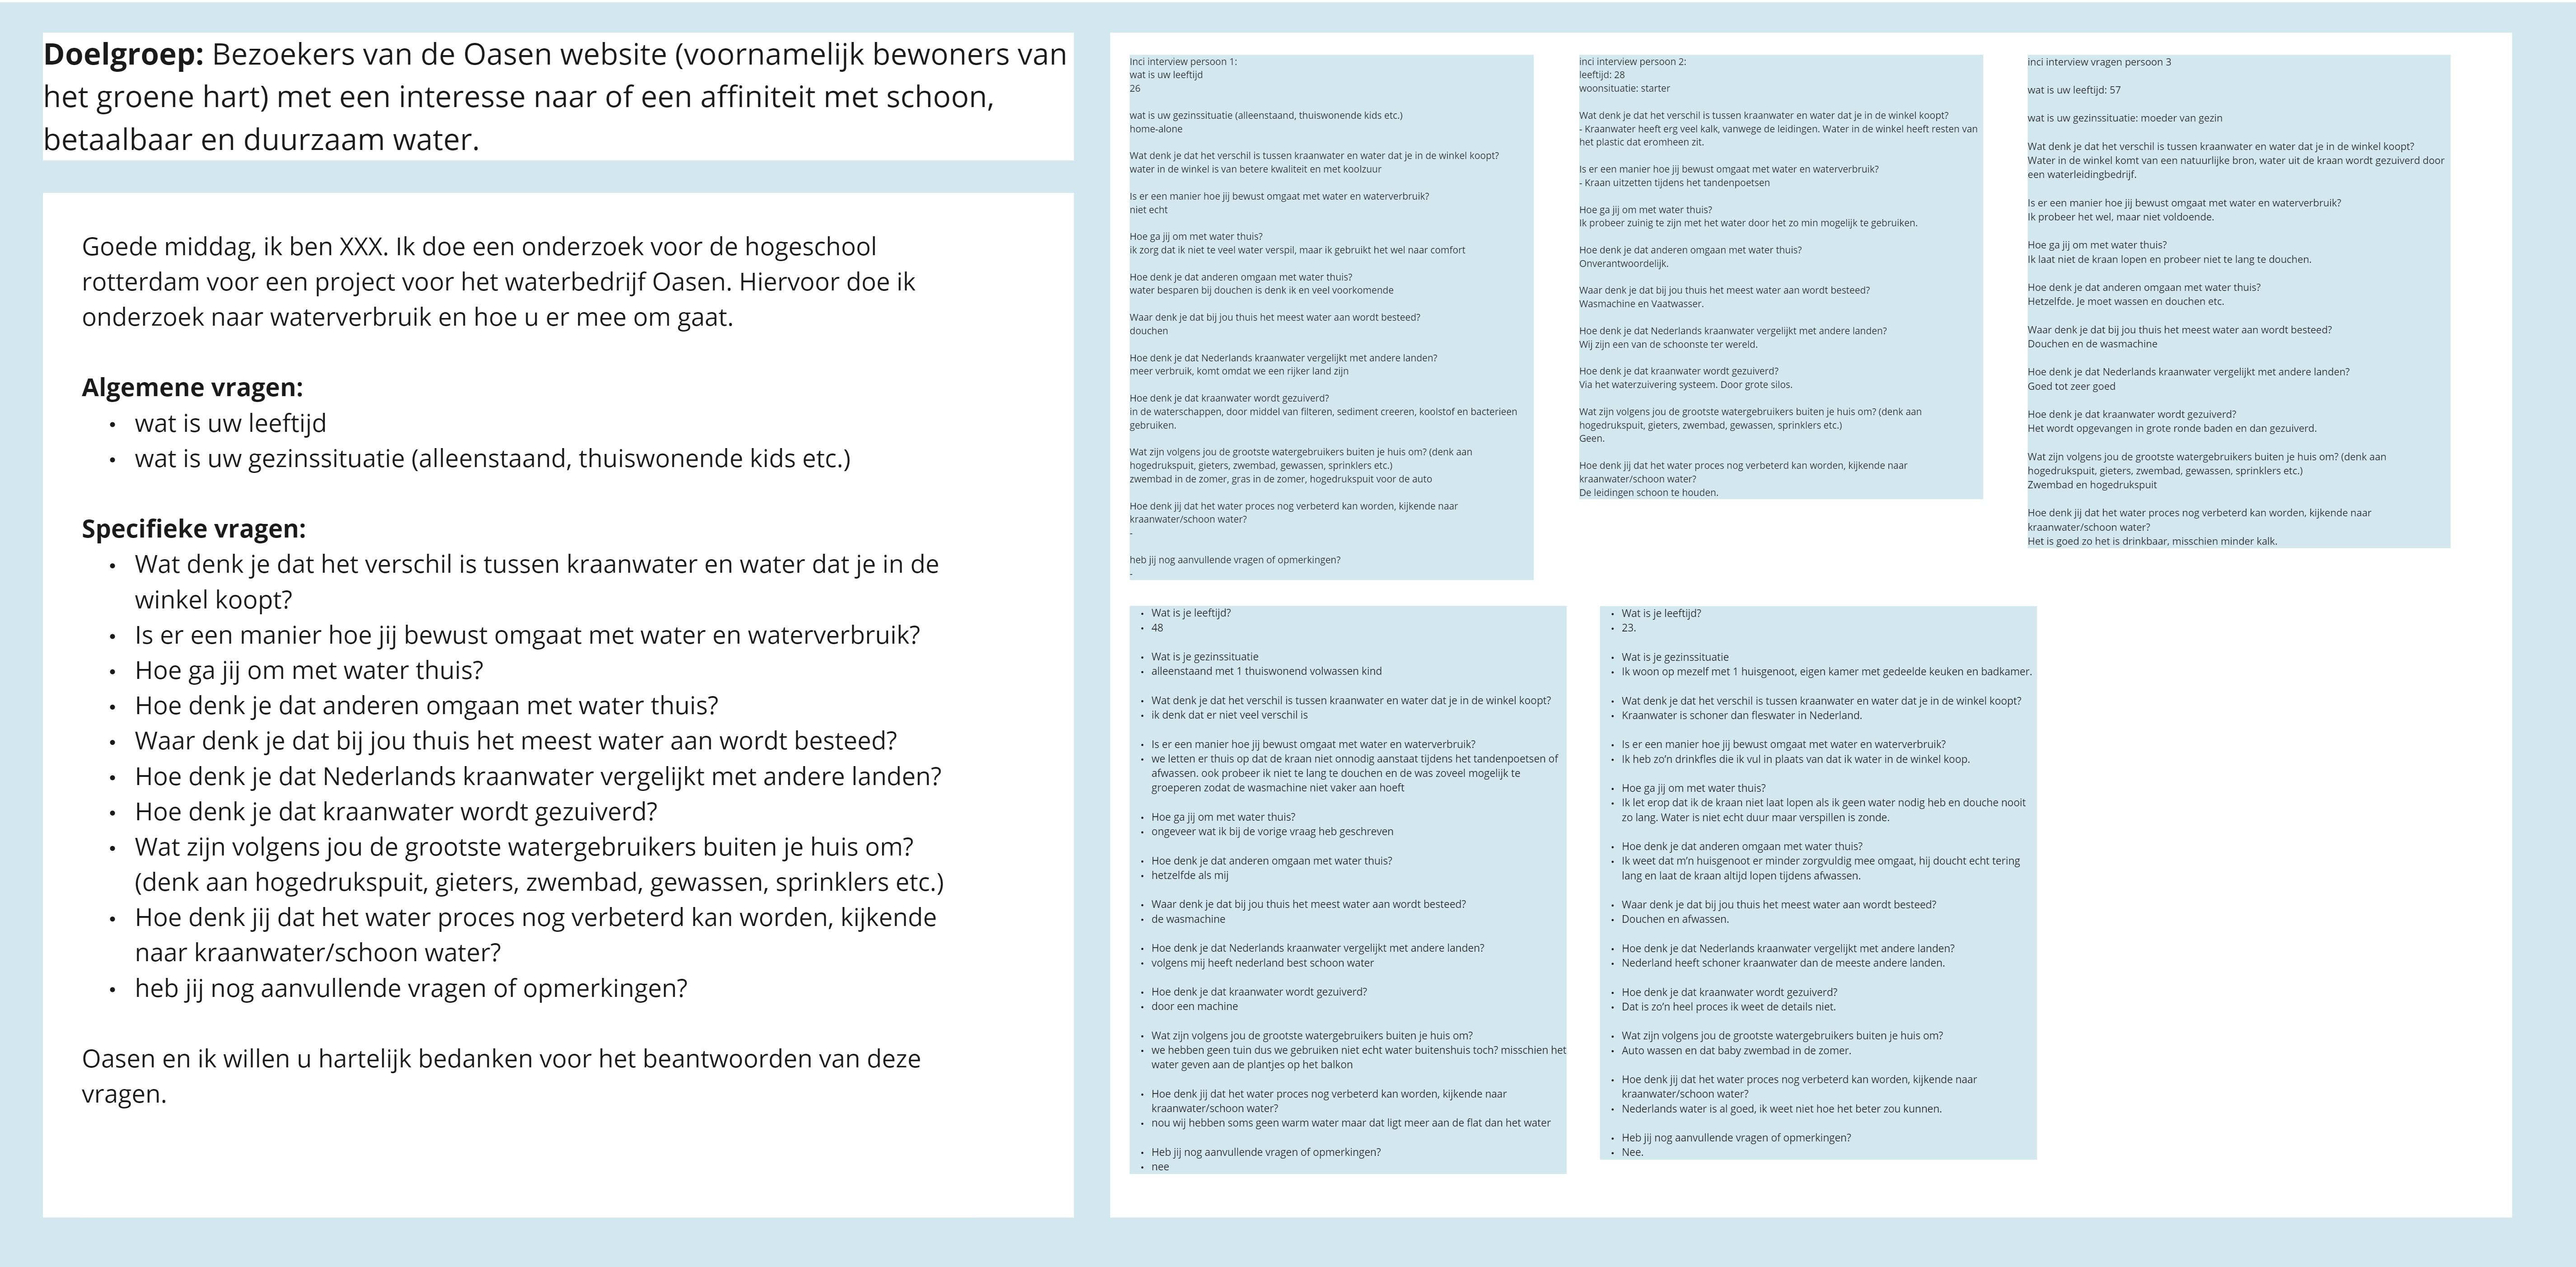 Doelgroep: Bezoekers van de Oasen website (voornamelijk bewoners van
het groene hart) met een interesse naar of een affiniteit met schoon,
betaalbaar en duurzaam water.
Goede middag, ik ben XXX. Ik doe een onderzoek voor de hogeschool
rotterdam voor een project voor het waterbedrijf Oasen. Hiervoor doe ik
onderzoek naar waterverbruik en hoe u er mee om gaat.
Algemene vragen:
• wat is uw leeftijd
• wat is uw gezinssituatie (alleenstaand, thuiswonende kids etc.)
Specifieke vragen:
• Wat denk je dat het verschil is tussen kraanwater en water dat je in de
winkel koopt?
• Is er een manier hoe jij bewust omgaat met water en waterverbruik?
• Hoe ga jij om met water thuis?
• Hoe denk je dat anderen omgaan met water thuis?
• Waar denk je dat bij jou thuis het meest water aan wordt besteed?
• Hoe denk je dat Nederlands kraanwater vergelijkt met andere landen?
• Hoe denk je dat kraanwater wordt gezuiverd?
• Wat zijn volgens jou de grootste watergebruikers buiten je huis om?
(denk aan hogedrukspuit, gieters, zwembad, gewassen, sprinklers etc.)
• Hoe denk jij dat het water proces nog verbeterd kan worden, kijkende
naar kraanwater/schoon water?
• heb jij nog aanvullende vragen of opmerkingen?
Oasen en ik willen u hartelijk bedanken voor het beantwoorden van deze
vragen.
Inci interview persoon 1:
wat is uw leeftijd
26
wat is uw gezinssituatie (alleenstaand, thuiswonende kids etc.)
home-alone
Wat denk je dat het verschil is tussen kraanwater en water dat je in de winkel koopt?
water in de winkel is van betere kwaliteit en met koolzuur
Is er een manier hoe jij bewust omgaat met water en waterverbruik?
niet echt
Hoe ga jij om met water thuis?
ik zorg dat ik niet te veel water verspil, maar ik gebruikt het wel naar comfort
Hoe denk je dat anderen omgaan met water thuis?
water besparen bij douchen is denk ik en veel voorkomende
Waar denk je dat bij jou thuis het meest water aan wordt besteed?
douchen
Hoe denk je dat Nederlands kraanwater vergelijkt met andere landen?
meer verbruik, komt omdat we een rijker land zijn
Hoe denk je dat kraanwater wordt gezuiverd?
in de waterschappen, door middel van filteren, sediment creeren, koolstof en bacterieen
gebruiken.
Wat zijn volgens jou de grootste watergebruikers buiten je huis om? (denk aan
hogedrukspuit, gieters, zwembad, gewassen, sprinklers etc.)
zwembad in de zomer, gras in de zomer, hogedrukspuit voor de auto
Hoe denk jij dat het water proces nog verbeterd kan worden, kijkende naar
kraanwater/schoon water?
-
heb jij nog aanvullende vragen of opmerkingen?
-
inci interview persoon 2:
leeftijd: 28
woonsituatie: starter
Wat denk je dat het verschil is tussen kraanwater en water dat je in de winkel koopt?
- Kraanwater heeft erg veel kalk, vanwege de leidingen. Water in de winkel heeft resten van
het plastic dat eromheen zit.
Is er een manier hoe jij bewust omgaat met water en waterverbruik?
- Kraan uitzetten tijdens het tandenpoetsen
Hoe ga jij om met water thuis?
Ik probeer zuinig te zijn met het water door het zo min mogelijk te gebruiken.
Hoe denk je dat anderen omgaan met water thuis?
Onverantwoordelijk.
Waar denk je dat bij jou thuis het meest water aan wordt besteed?
Wasmachine en Vaatwasser.
Hoe denk je dat Nederlands kraanwater vergelijkt met andere landen?
Wij zijn een van de schoonste ter wereld.
Hoe denk je dat kraanwater wordt gezuiverd?
Via het waterzuivering systeem. Door grote silos.
Wat zijn volgens jou de grootste watergebruikers buiten je huis om? (denk aan
hogedrukspuit, gieters, zwembad, gewassen, sprinklers etc.)
Geen.
Hoe denk jij dat het water proces nog verbeterd kan worden, kijkende naar
kraanwater/schoon water?
De leidingen schoon te houden.
inci interview vragen persoon 3
wat is uw leeftijd: 57
wat is uw gezinssituatie: moeder van gezin
Wat denk je dat het verschil is tussen kraanwater en water dat je in de winkel koopt?
Water in de winkel komt van een natuurlijke bron, water uit de kraan wordt gezuiverd door
een waterleidingbedrijf.
Is er een manier hoe jij bewust omgaat met water en waterverbruik?
Ik probeer het wel, maar niet voldoende.
Hoe ga jij om met water thuis?
Ik laat niet de kraan lopen en probeer niet te lang te douchen.
Hoe denk je dat anderen omgaan met water thuis?
Hetzelfde. Je moet wassen en douchen etc.
Waar denk je dat bij jou thuis het meest water aan wordt besteed?
Douchen en de wasmachine
Hoe denk je dat Nederlands kraanwater vergelijkt met andere landen?
Goed tot zeer goed
Hoe denk je dat kraanwater wordt gezuiverd?
Het wordt opgevangen in grote ronde baden en dan gezuiverd.
Wat zijn volgens jou de grootste watergebruikers buiten je huis om? (denk aan
hogedrukspuit, gieters, zwembad, gewassen, sprinklers etc.)
Zwembad en hogedrukspuit
Hoe denk jij dat het water proces nog verbeterd kan worden, kijkende naar
kraanwater/schoon water?
Het is goed zo het is drinkbaar, misschien minder kalk.
• Wat is je leeftijd?
• 48
• Wat is je gezinssituatie
• alleenstaand met 1 thuiswonend volwassen kind
• Wat denk je dat het verschil is tussen kraanwater en water dat je in de winkel koopt?
• ik denk dat er niet veel verschil is
• Is er een manier hoe jij bewust omgaat met water en waterverbruik?
• we letten er thuis op dat de kraan niet onnodig aanstaat tijdens het tandenpoetsen of
afwassen. ook probeer ik niet te lang te douchen en de was zoveel mogelijk te
groeperen zodat de wasmachine niet vaker aan hoeft
• Hoe ga jij om met water thuis?
• ongeveer wat ik bij de vorige vraag heb geschreven
• Hoe denk je dat anderen omgaan met water thuis?
• hetzelfde als mij
• Waar denk je dat bij jou thuis het meest water aan wordt besteed?
• de wasmachine
• Hoe denk je dat Nederlands kraanwater vergelijkt met andere landen?
• volgens mij heeft nederland best schoon water
• Hoe denk je dat kraanwater wordt gezuiverd?
• door een machine
• Wat zijn volgens jou de grootste watergebruikers buiten je huis om?
• we hebben geen tuin dus we gebruiken niet echt water buitenshuis toch? misschien het
water geven aan de plantjes op het balkon
• Hoe denk jij dat het water proces nog verbeterd kan worden, kijkende naar
kraanwater/schoon water?
• nou wij hebben soms geen warm water maar dat ligt meer aan de flat dan het water
• Heb jij nog aanvullende vragen of opmerkingen?
• nee
• Wat is je leeftijd?
• 23.
• Wat is je gezinssituatie
• Ik woon op mezelf met 1 huisgenoot, eigen kamer met gedeelde keuken en badkamer.
• Wat denk je dat het verschil is tussen kraanwater en water dat je in de winkel koopt?
• Kraanwater is schoner dan fleswater in Nederland.
• Is er een manier hoe jij bewust omgaat met water en waterverbruik?
• Ik heb zo’n drinkfles die ik vul in plaats van dat ik water in de winkel koop.
• Hoe ga jij om met water thuis?
• Ik let erop dat ik de kraan niet laat lopen als ik geen water nodig heb en douche nooit
zo lang. Water is niet echt duur maar verspillen is zonde.
• Hoe denk je dat anderen omgaan met water thuis?
• Ik weet dat m’n huisgenoot er minder zorgvuldig mee omgaat, hij doucht echt tering
lang en laat de kraan altijd lopen tijdens afwassen.
• Waar denk je dat bij jou thuis het meest water aan wordt besteed?
• Douchen en afwassen.
• Hoe denk je dat Nederlands kraanwater vergelijkt met andere landen?
• Nederland heeft schoner kraanwater dan de meeste andere landen.
• Hoe denk je dat kraanwater wordt gezuiverd?
• Dat is zo’n heel proces ik weet de details niet.
• Wat zijn volgens jou de grootste watergebruikers buiten je huis om?
• Auto wassen en dat baby zwembad in de zomer.
• Hoe denk jij dat het water proces nog verbeterd kan worden, kijkende naar
kraanwater/schoon water?
• Nederlands water is al goed, ik weet niet hoe het beter zou kunnen.
• Heb jij nog aanvullende vragen of opmerkingen?
• Nee.